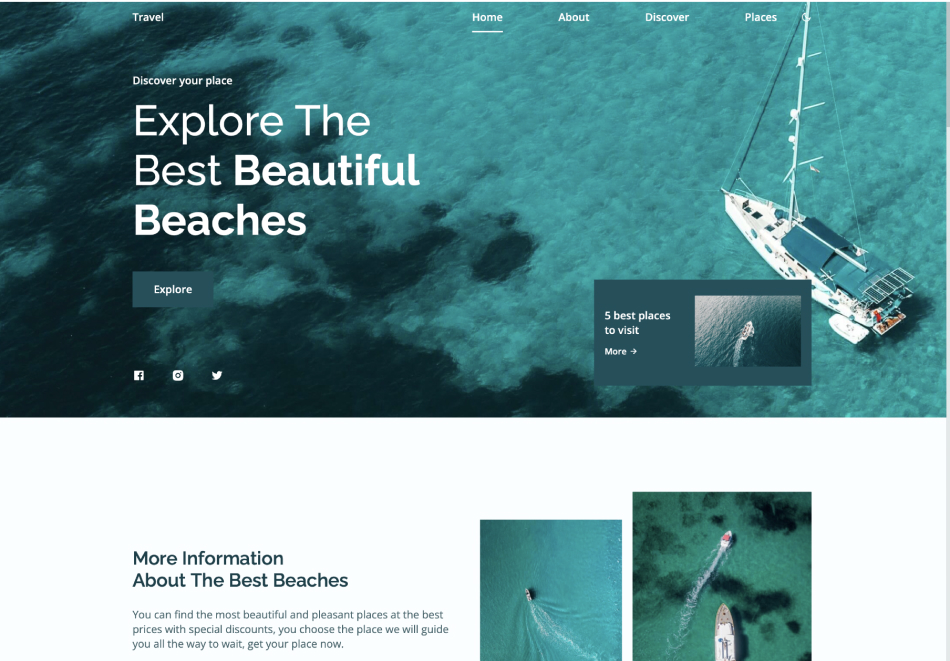 Travel
Home
About
Discover
Places
Discover your place
Explore The
Best Beautiful
Beaches
Explore
5 best places
to visit
More →
More Information
About The Best Beaches
You can find the most beautiful and pleasant places at the best
prices with special discounts, you choose the place we will guide
you all the way to wait, get your place now.